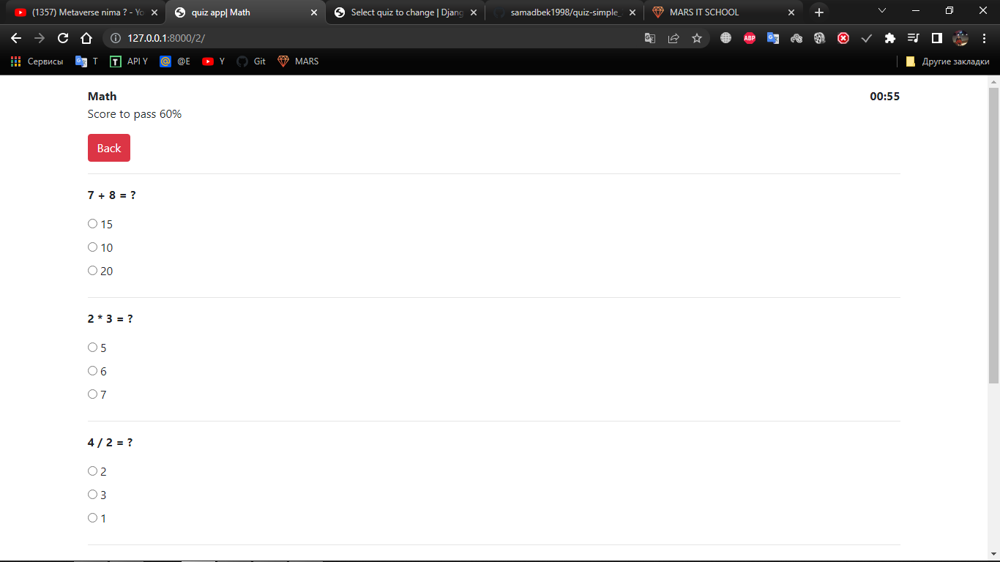 (1357) Metaverse nima ? - Yo
quiz app| Math
Select quiz to change | Djang
samadbek1998/quiz-simple_
MARS IT SCHOOL
127.0.0.1:8000/2/
ABP
Сервисы
T
T
API Y
@
@E
Y
Git
MARS
Другие закладки
Math
00:55
Score to pass 60%
Back
7 + 8 = ?
15
10
20
2 * 3 = ?
5
6
7
4 / 2 = ?
2
3
1